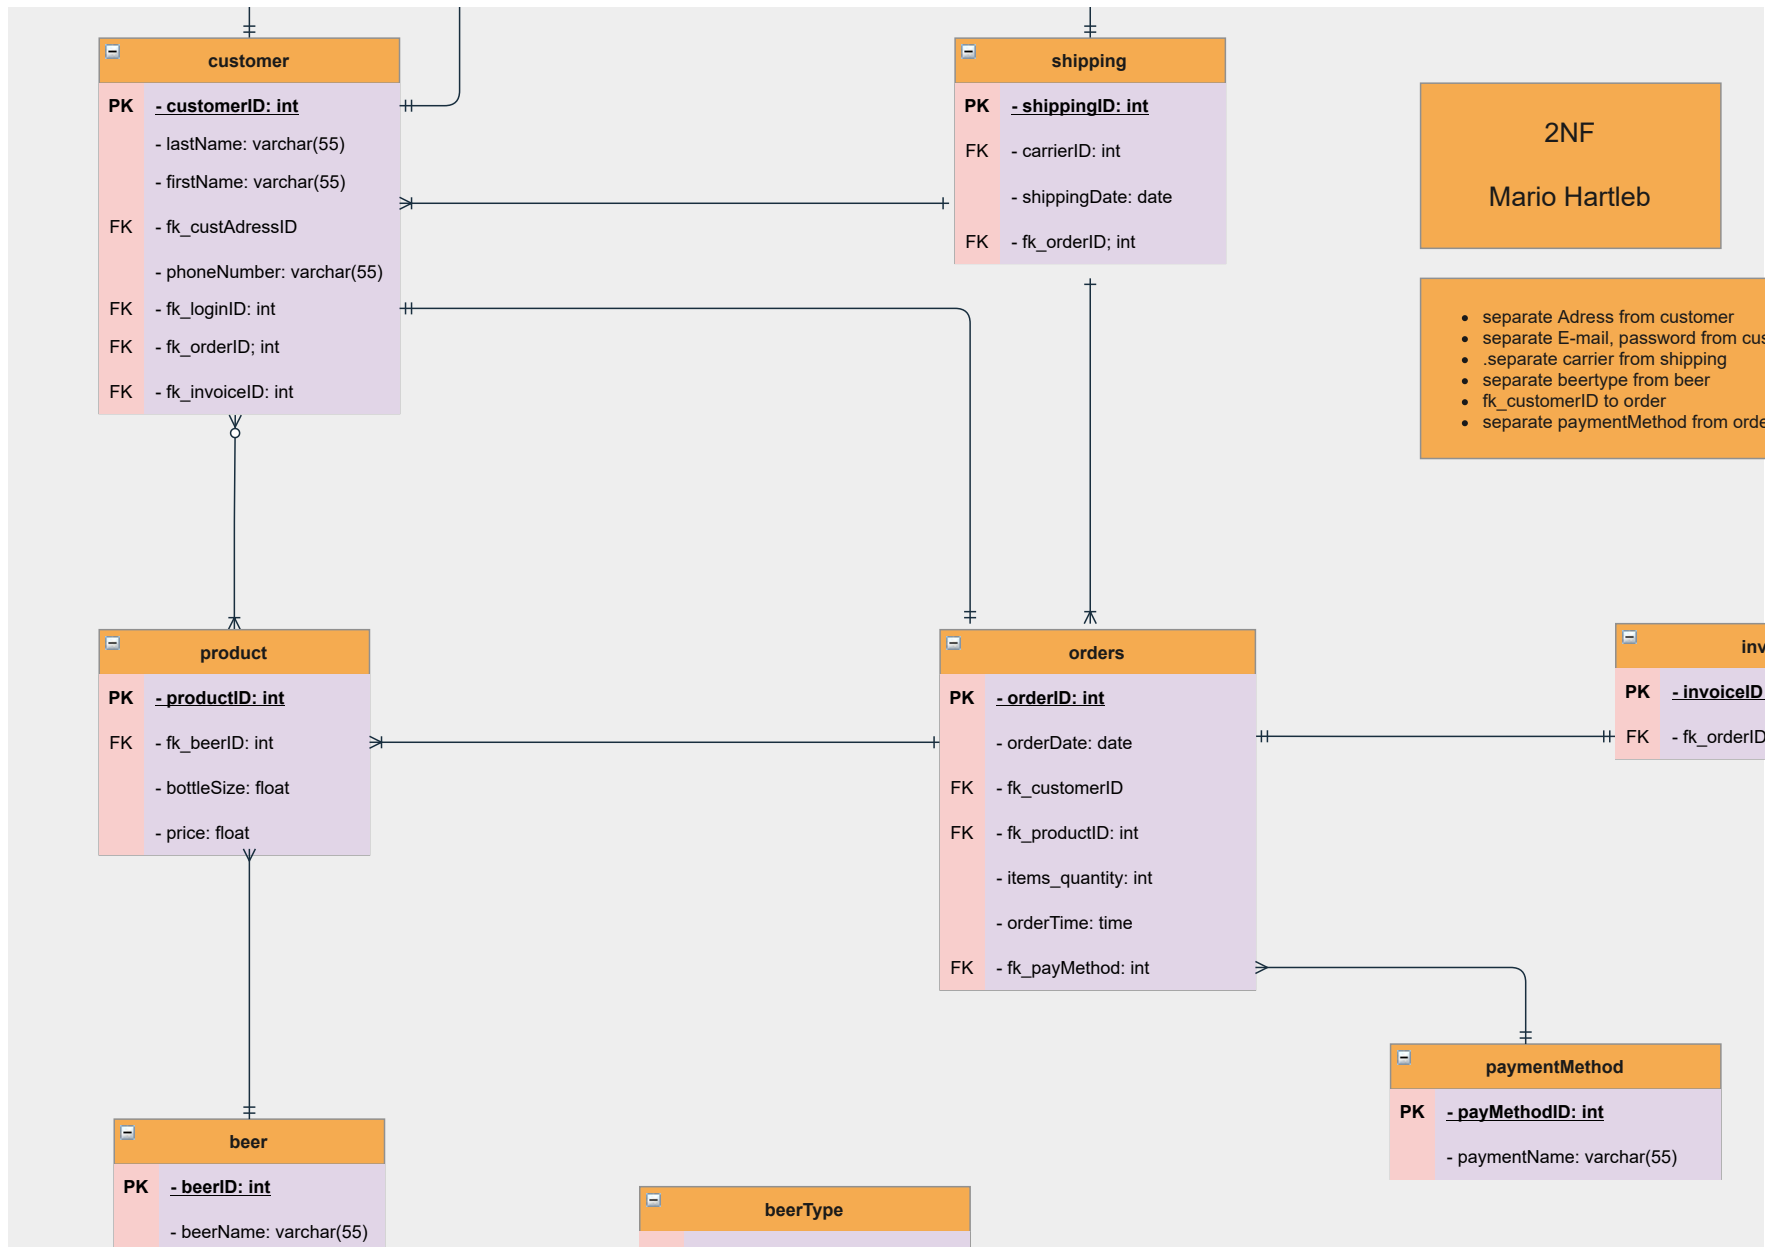 customer
PK - customerID: int
- lastName: varchar(55)
- firstName: varchar(55)
FK - fk_custAdressID
- phoneNumber: varchar(55)
FK - fk_loginID: int
FK - fk_orderID; int
FK - fk_invoiceID: int
shipping
PK - shippingID: int
FK - carrierID: int
- shippingDate: date
FK - fk_orderID; int
2NF
Mario Hartleb
• separate Adress from customer
• separate E-mail, password from
• .separate carrier from shipping
• separate beertype from beer
• fk_customerID to order
• separate paymentMethod from
product
PK - productID: int
FK - fk_beerID: int
- bottleSize: float
- price: float
orders
PK - orderID: int
- orderDate: date
FK - fk_customerID
FK - fk_productID: int
- items_quantity: int
- orderTime: time
FK - fk_payMethod: int
PK - invoiceID
FK - fk_orderID
paymentMethod
PK - payMethodID: int
- paymentName: varchar(55)
beer
PK - beerID: int
- beerName: varchar(55)
beerType